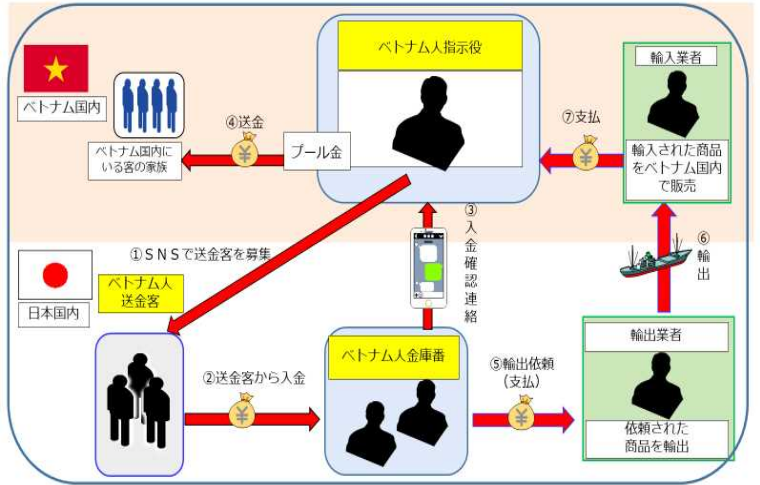 ベトナム国内
ベトナム人指示役
輸入業者
輸入された商品
をベトナム国内
で販売
④送金
プール金
⑦支払
ベトナム国内に
いる客の家族
①SNSで送金客を募集
③入金確認連絡
⑥輸出
日本国内
ベトナム人
送金客
②送金客から入金
ベトナム人金庫番
⑤輸出依頼
(支払)
輸出業者
依頼された
商品を輸出
¥
¥
¥
¥